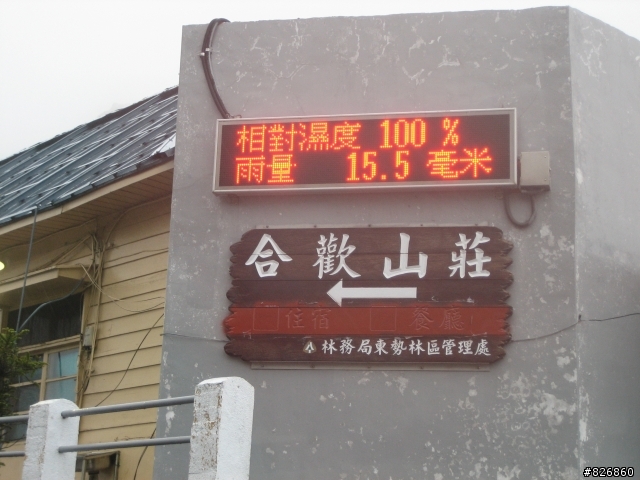 相對濕度 100 %
雨量 15.5 毫米
合歡山莊
住宿 餐廳
林務局東勢林區管理處
#826860